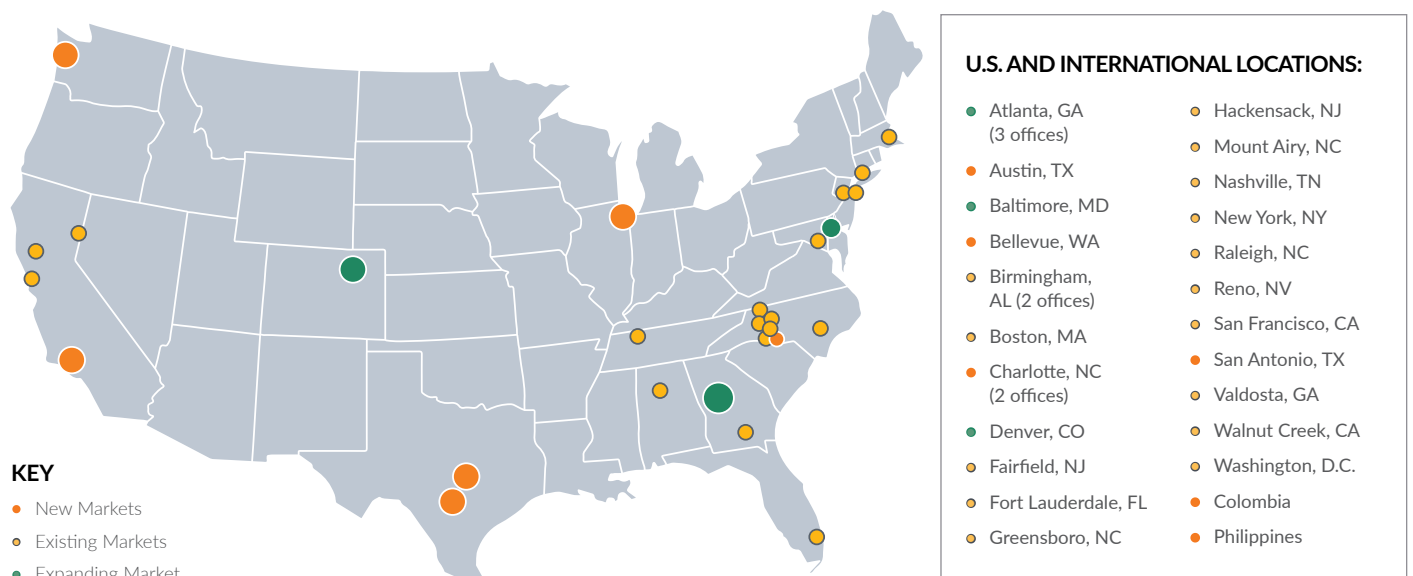 U.S. AND INTERNATIONAL LOCATIONS:
Atlanta, GA
(3 offices)
Austin, TX
Baltimore, MD
Bellevue, WA
Birmingham,
AL (2 offices)
Boston, MA
Charlotte, NC
(2 offices)
Denver, CO
Fairfield, NJ
Fort Lauderdale, FL
Greensboro, NC
Hackensack, NJ
Mount Airy, NC
Nashville, TN
New York, NY
Raleigh, NC
Reno, NV
San Francisco, CA
San Antonio, TX
Valdosta, GA
Walnut Creek, CA
Washington, D.C.
Colombia
Philippines
KEY
New Markets
Existing Markets
Expanding Market